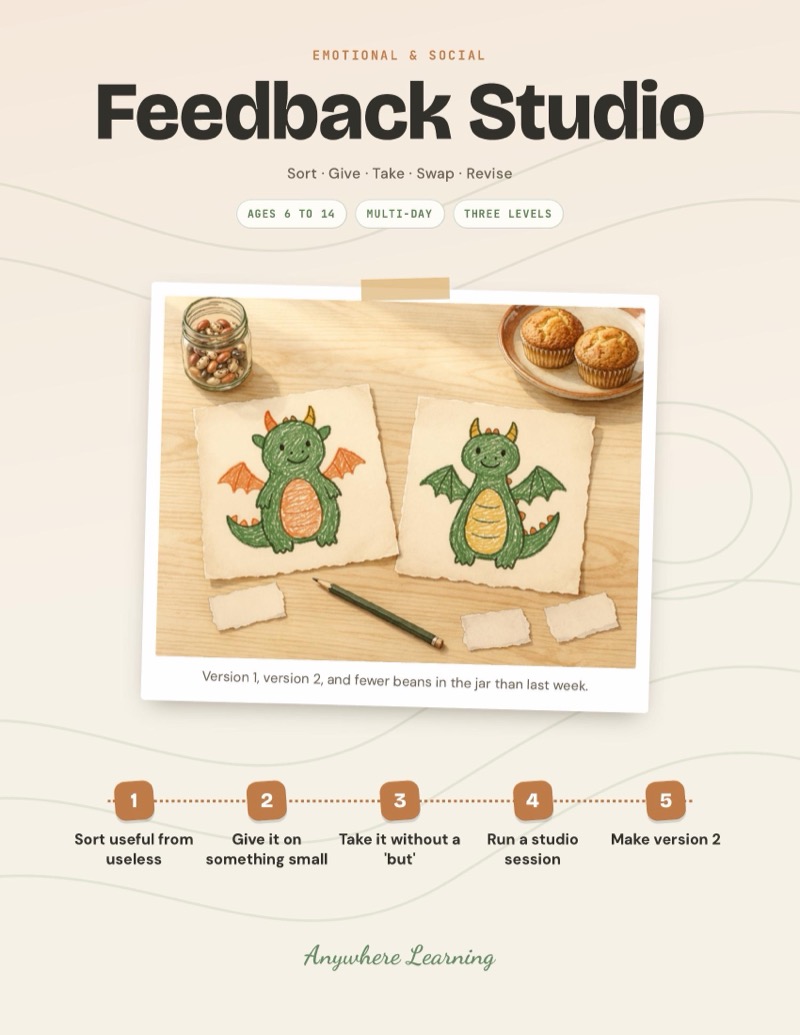 EMOTIONAL & SOCIAL
Feedback Studio
Sort · Give · Take · Swap · Revise
AGES 6 TO 14
MULTI-DAY
THREE LEVELS
Version 1, version 2, and fewer beans in the jar than last week.
1
2
3
4
5
Sort useful from
useless
Give it on
something small
Take it without a
'but'
Run a studio
session
Make version 2
Anywhere Learning